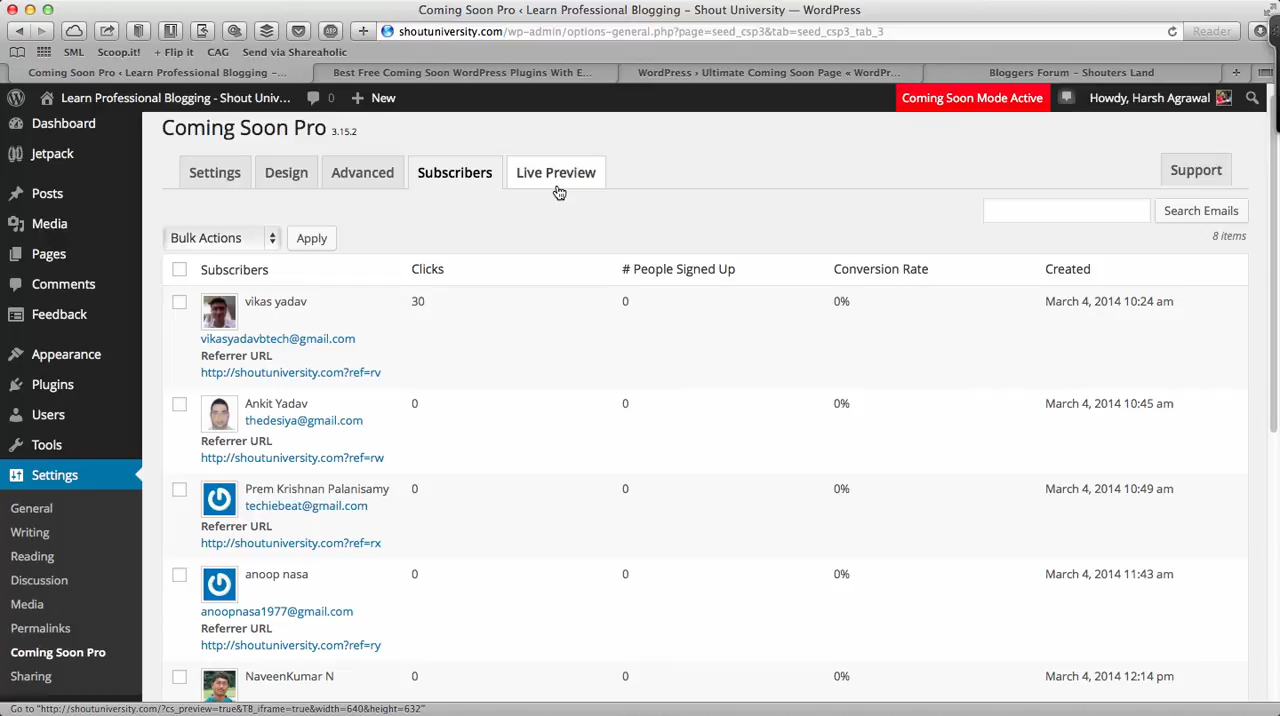 Coming Soon Pro ‹ Learn Professional Blogging – Shout University — WordPress
shoutuniversity.com/wp-admin/options-general.php?page=seed_csp3&tab=seed_csp3_tab_3
Reader
SML
Scoop.it!
+ Flip it
CAG
Send via Shareaholic
Coming Soon Pro ‹ Learn Professional Blogging – ...
Best Free Coming Soon WordPress Plugins With E...
WordPress › Ultimate Coming Soon Page « WordPr...
Bloggers Forum – Shouters Land
Learn Professional Blogging - Shout Univ...
0
New
Coming Soon Mode Active
Howdy, Harsh Agrawal
Dashboard
Jetpack
Posts
Media
Pages
Comments
Feedback
Appearance
Plugins
Users
Tools
Settings
General
Writing
Reading
Discussion
Media
Permalinks
Coming Soon Pro
Sharing
Coming Soon Pro 3.15.2
Settings
Design
Advanced
Subscribers
Live Preview
Support
Search Emails
Bulk Actions
Apply
8 items
Subscribers Clicks # People Signed Up Conversion Rate Created
vikas yadav 30 0 0% March 4, 2014 10:24 am
vikasyadavbtech@gmail.com
Referrer URL
http://shoutuniversity.com?ref=rv
Ankit Yadav 0 0 0% March 4, 2014 10:45 am
thedesiya@gmail.com
Referrer URL
http://shoutuniversity.com?ref=rw
Prem Krishnan Palanisamy 0 0 0% March 4, 2014 10:49 am
techiebeat@gmail.com
Referrer URL
http://shoutuniversity.com?ref=rx
anoop nasa 0 0 0% March 4, 2014 11:43 am
anoopnasa1977@gmail.com
Referrer URL
http://shoutuniversity.com?ref=ry
NaveenKumar N 0 0 0% March 4, 2014 12:14 pm
Go to "http://shoutuniversity.com/?cs_preview=true&TB_iframe=true&width=640&height=632"